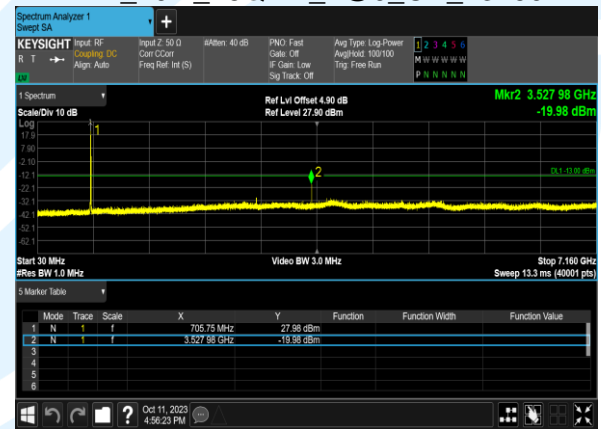 Spectrum Analyzer 1
Swept SA
+
KEYSIGHT
R T
Input: RF
Coupling: DC
Align: Auto
Input Z: 50 Ω
Corr CCorr
Freq Ref: Int (S)
#Atten: 40 dB
PNO: Fast
Gate: Off
IF Gain: Low
Sig Track: Off
Avg Type: Log-Power
Avg|Hold: 100/100
Trig: Free Run
1 2 3 4 5 6
M W W W W W
P N N N N N
1 Spectrum
Scale/Div 10 dB
Ref Lvl Offset 4.90 dB
Ref Level 27.90 dBm
Mkr2 3.527 98 GHz
-19.98 dBm
Log
17.9
7.90
-2.10
-12.1
-22.1
-32.1
-42.1
-52.1
-62.1
1
2
DL1 -13.00 dBm
Start 30 MHz
#Res BW 1.0 MHz
Video BW 3.0 MHz
Stop 7.160 GHz
Sweep 13.3 ms (40001 pts)
5 Marker Table
Mode Trace Scale X Y Function Function Width Function Value
1 N 1 f 705.75 MHz 27.98 dBm
2 N 1 f 3.527 98 GHz -19.98 dBm
3
4
5
6
?
Oct 11, 2023
4:56:23 PM